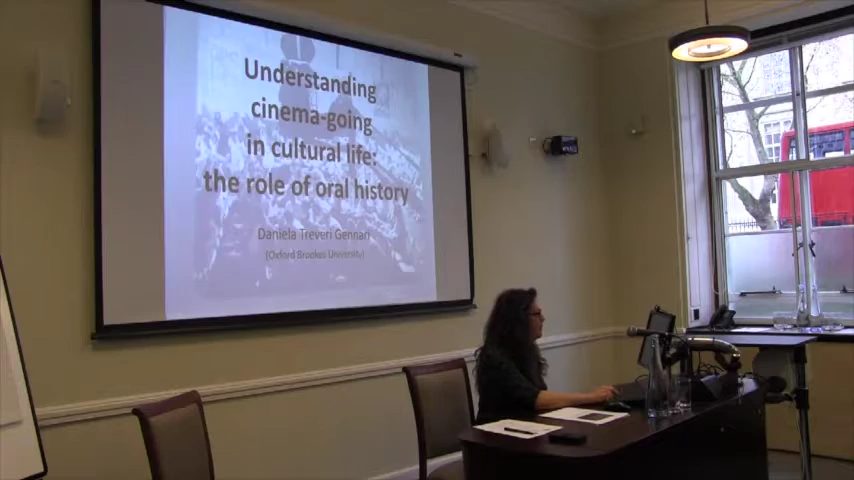 Understanding
cinema-going
in cultural life:
the role of oral history
Daniela Treveri Gennari
(Oxford Brookes University)